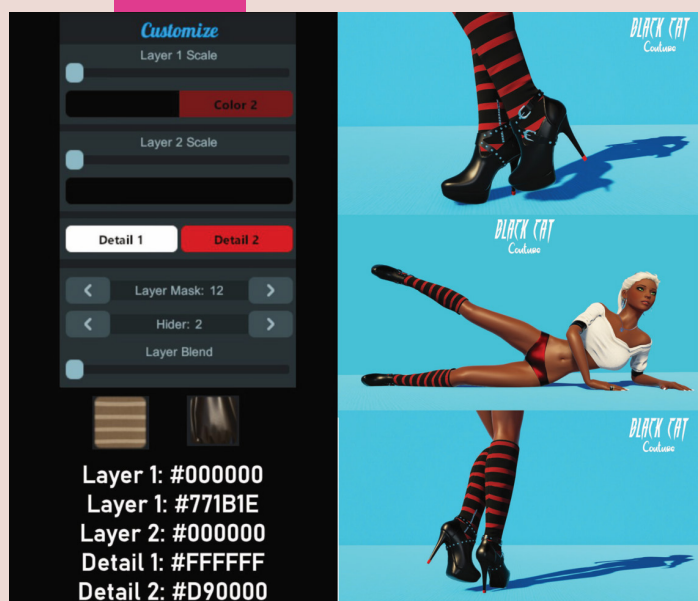 Customize
Layer 1 Scale
Color 2
Layer 2 Scale
Detail 1 Detail 2
Layer Mask: 12
Hider: 2
Layer Blend
Layer 1: #000000
Layer 1: #771B1E
Layer 2: #000000
Detail 1: #FFFFFF
Detail 2: #D90000
BLACK CAT
Couture
BLACK CAT
Couture
BLACK CAT
Couture